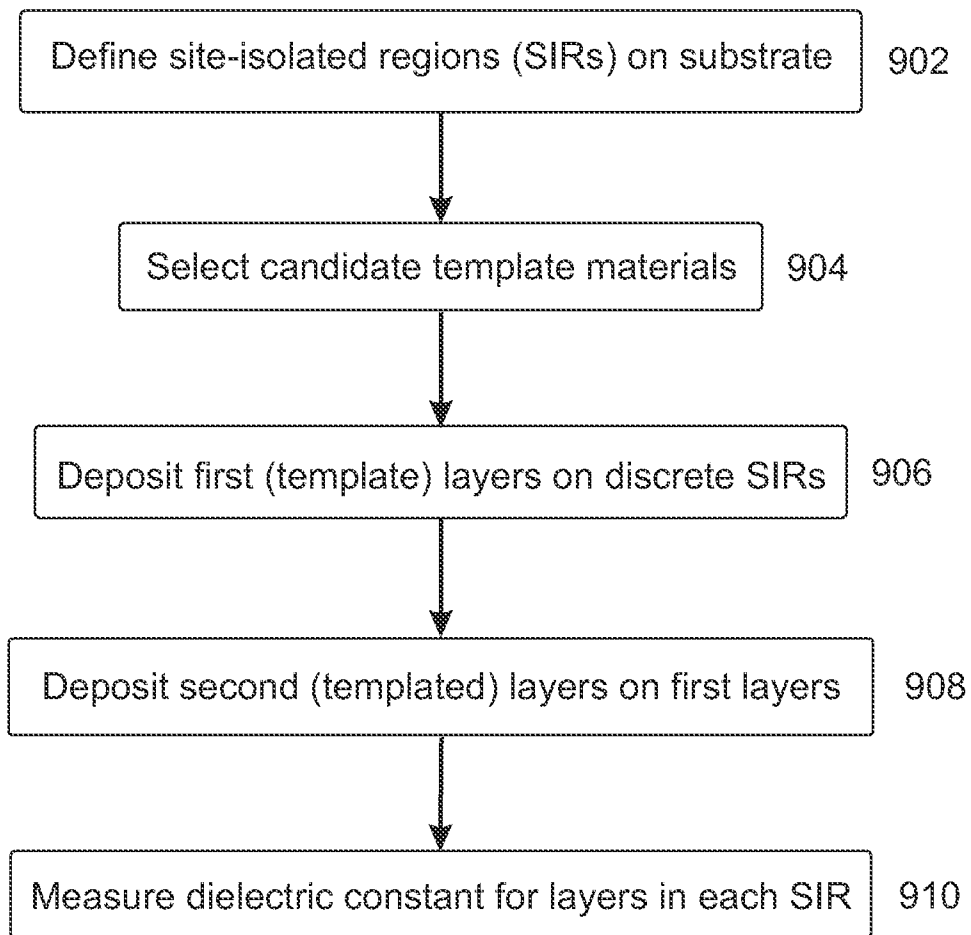 Define site-isolated regions (SIRs) on substrate 902
Select candidate template materials 904
Deposit first (template) layers on discrete SIRs 906
Deposit second (templated) layers on first layers 908
Measure dielectric constant for layers in each SIR 910